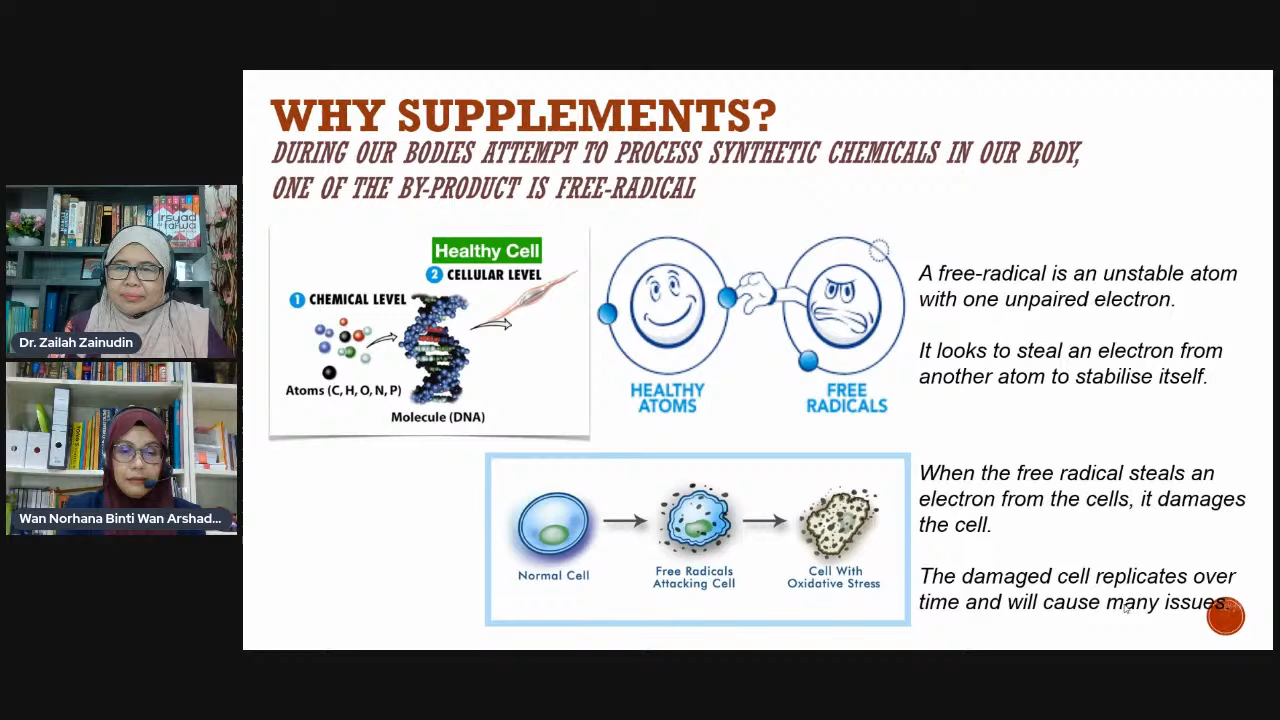 WHY SUPPLEMENTS?
DURING OUR BODIES ATTEMPT TO PROCESS SYNTHETIC CHEMICALS IN OUR BODY,
ONE OF THE BY-PRODUCT IS FREE-RADICAL
Healthy Cell
2 CELLULAR LEVEL
1 CHEMICAL LEVEL
Atoms (C, H, O, N, P)
Molecule (DNA)
HEALTHY
ATOMS
FREE
RADICALS
A free-radical is an unstable atom
with one unpaired electron.
It looks to steal an electron from
another atom to stabilise itself.
Normal Cell
Free Radicals
Attacking Cell
Cell With
Oxidative Stress
When the free radical steals an
electron from the cells, it damages
the cell.
The damaged cell replicates over
time and will cause many issues.
irsyad
fatwa
Dr. Zailah Zainudin
Wan Norhana Binti Wan Arshad...